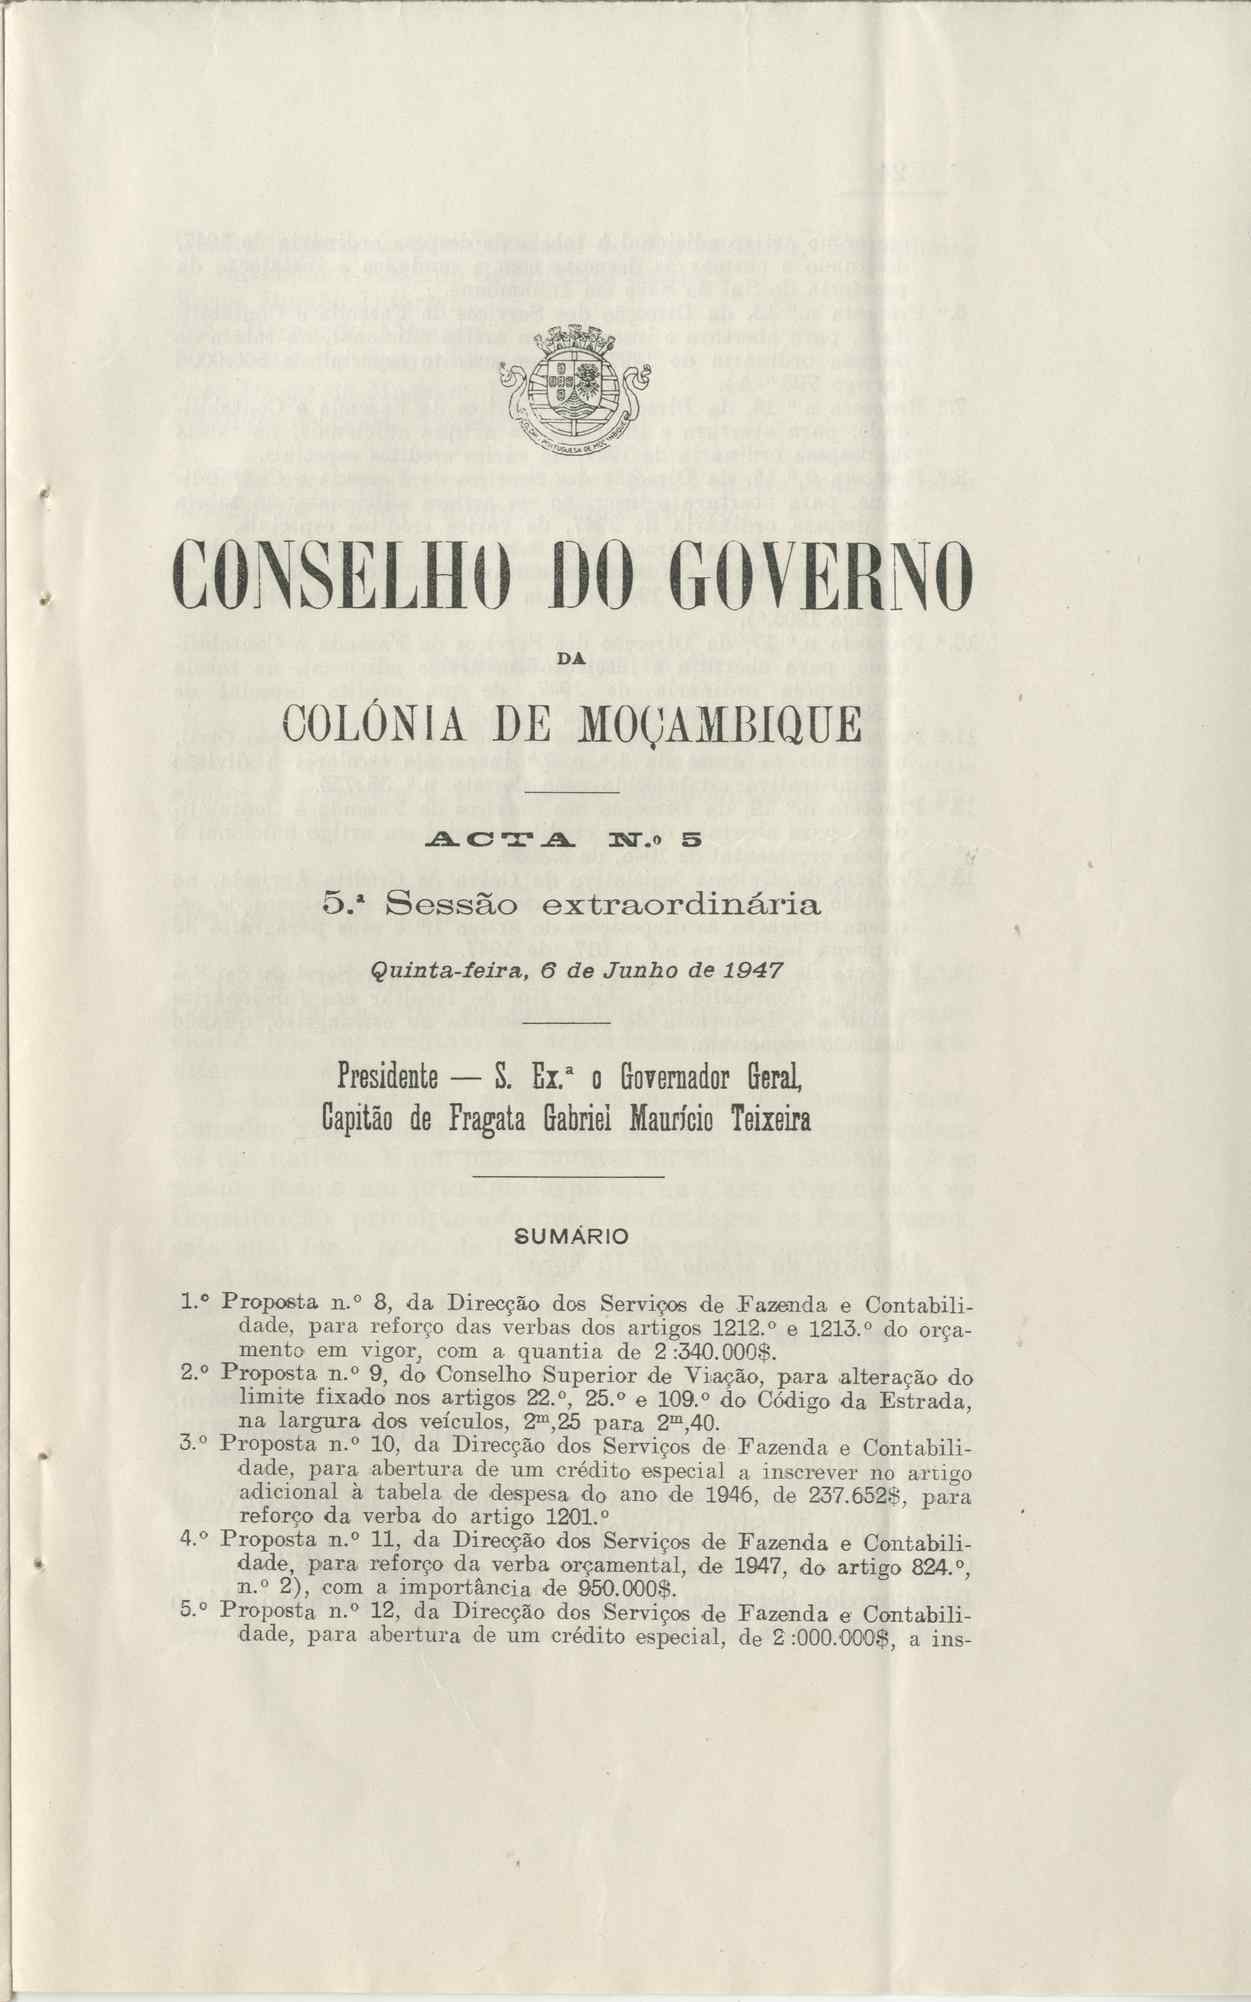 COLÓNIA PORTUGUESA DE MOÇAMBIQUE
CONSELHO DO GOVERNO
DA
COLÓNIA DE MOÇAMBIQUE
ACTA N.º 5
5.ª Sessão extraordinária
Quinta-feira, 6 de Junho de 1947
Presidente — S. Ex.ª o Governador Geral,
Capitão de Fragata Gabriel Maurício Teixeira
SUMÁRIO
1.º Proposta n.º 8, da Direcção dos Serviços de Fazenda e Contabili-
dade, para reforço das verbas dos artigos 1212.º e 1213.º do orça-
mento em vigor, com a quantia de 2:340.000$.
2.º Proposta n.º 9, do Conselho Superior de Viação, para alteração do
limite fixado nos artigos 22.º, 25.º e 109.º do Código da Estrada,
na largura dos veículos, 2m,25 para 2m,40.
3.º Proposta n.º 10, da Direcção dos Serviços de Fazenda e Contabili-
dade, para abertura de um crédito especial a inscrever no artigo
adicional à tabela de despesa do ano de 1946, de 237.652$, para
reforço da verba do artigo 1201.º
4.º Proposta n.º 11, da Direcção dos Serviços de Fazenda e Contabili-
dade, para reforço da verba orçamental, de 1947, do artigo 824.º,
n.º 2), com a importância de 950.000$.
5.º Proposta n.º 12, da Direcção dos Serviços de Fazenda e Contabili-
dade, para abertura de um crédito especial, de 2:000.000$, a ins-